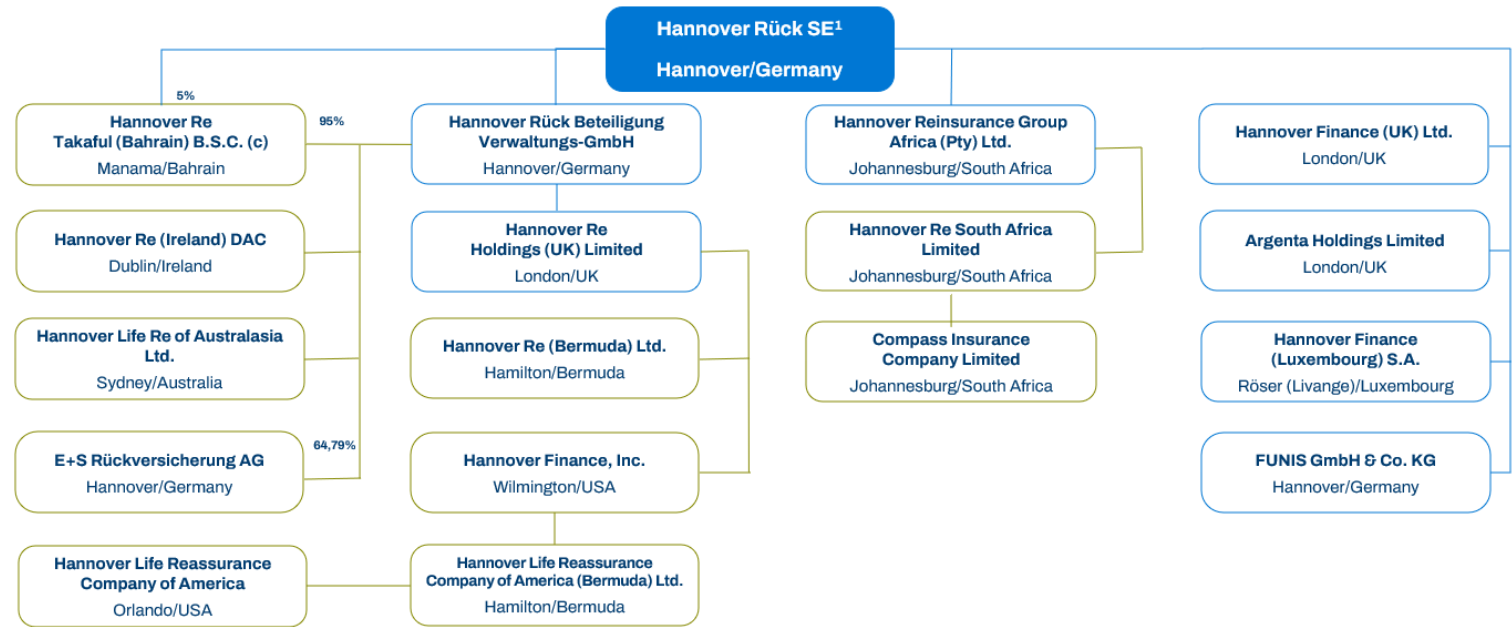 Hannover Rück SE¹
Hannover/Germany
5%
Hannover Re
Takaful (Bahrain) B.S.C. (c)
Manama/Bahrain
95%
Hannover Rück Beteiligung
Verwaltungs-GmbH
Hannover/Germany
Hannover Reinsurance Group
Africa (Pty) Ltd.
Johannesburg/South Africa
Hannover Finance (UK) Ltd.
London/UK
Hannover Re (Ireland) DAC
Dublin/Ireland
Hannover Re
Holdings (UK) Limited
London/UK
Hannover Re South Africa
Limited
Johannesburg/South Africa
Argenta Holdings Limited
London/UK
Hannover Life Re of Australasia
Ltd.
Sydney/Australia
Hannover Re (Bermuda) Ltd.
Hamilton/Bermuda
Compass Insurance
Company Limited
Johannesburg/South Africa
Hannover Finance
(Luxembourg) S.A.
Röser (Livange)/Luxembourg
64,79%
E+S Rückversicherung AG
Hannover/Germany
Hannover Finance, Inc.
Wilmington/USA
FUNIS GmbH & Co. KG
Hannover/Germany
Hannover Life Reassurance
Company of America
Orlando/USA
Hannover Life Reassurance
Company of America (Bermuda) Ltd.
Hamilton/Bermuda